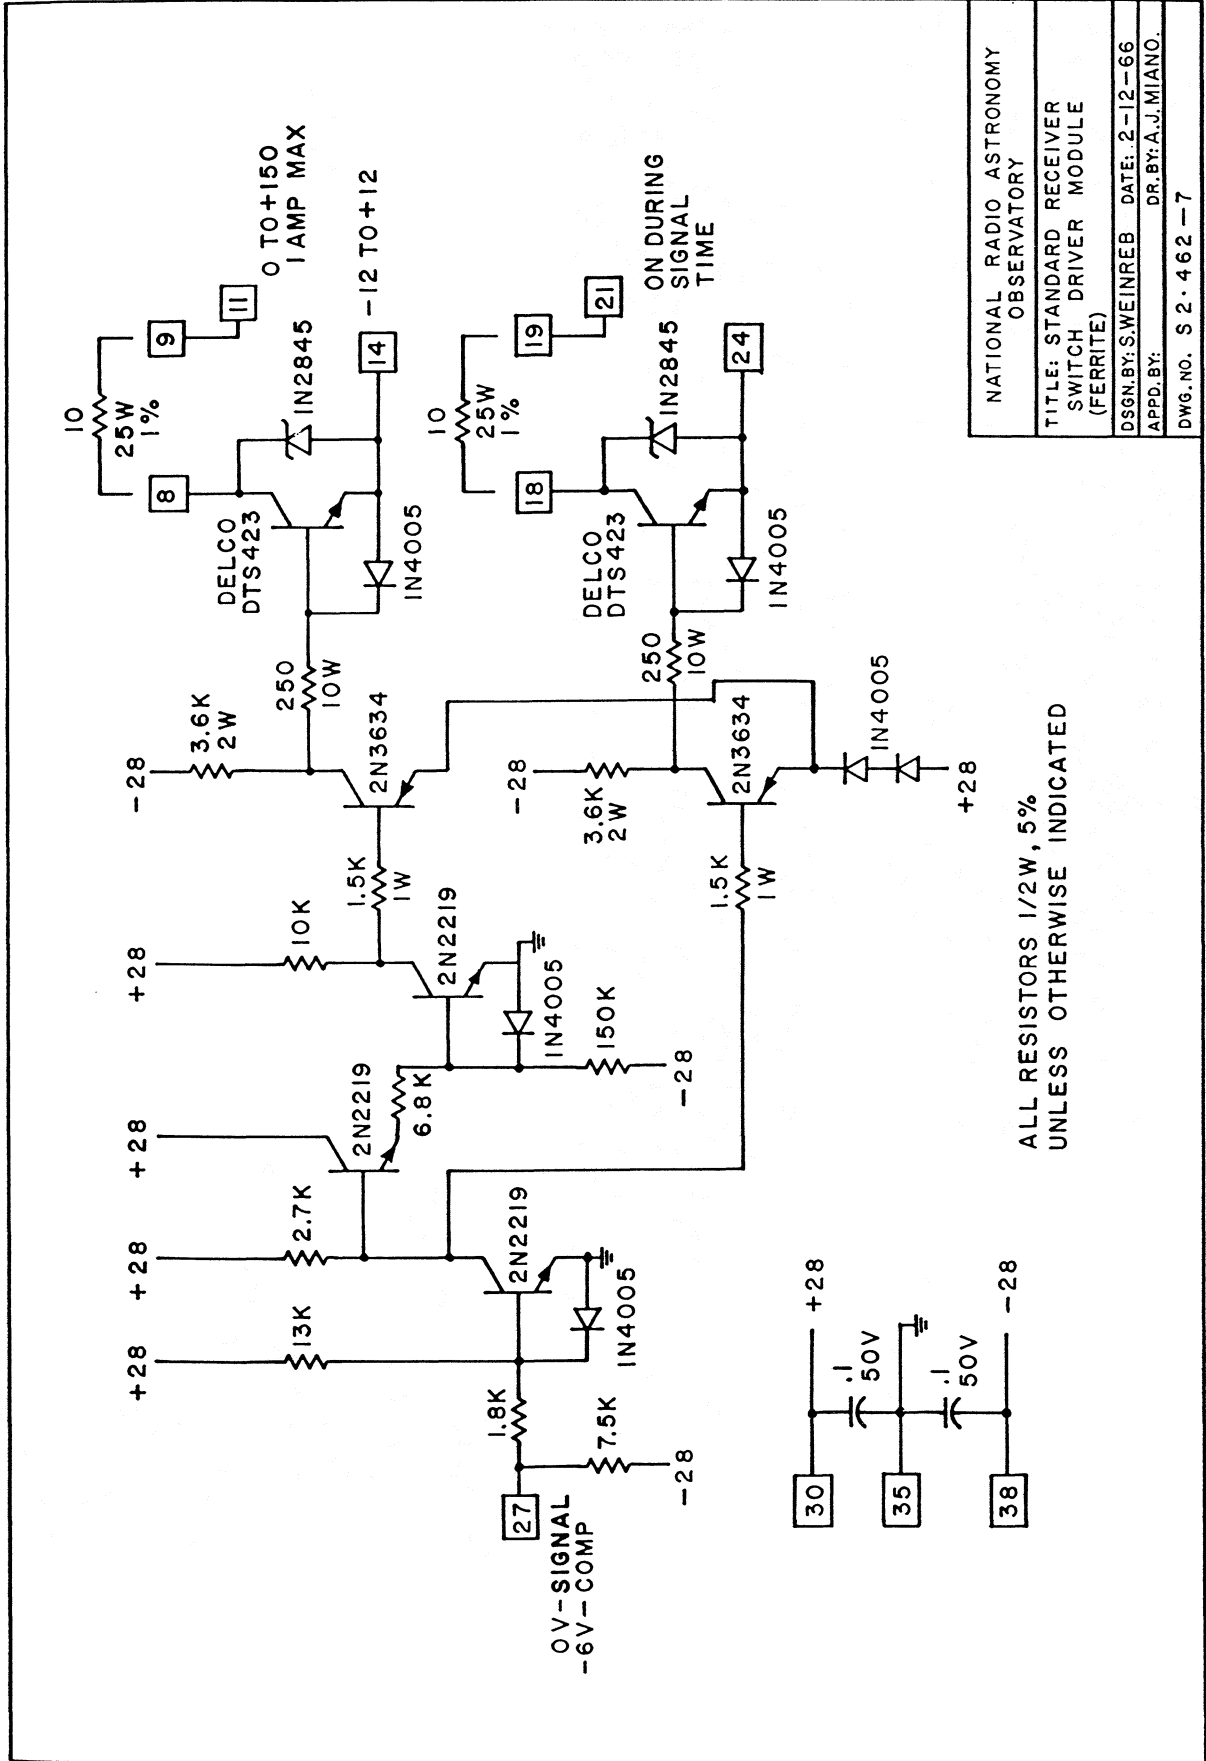 +28
+28
+28
+28
-28
13K
2.7K
10K
3.6K
2W
10
25W
1%
8
9
11
0 TO +150
1 AMP MAX
DELCO
DTS423
IN2845
14
-12 TO +12
250
10W
IN4005
2N2219
6.8K
2N2219
1.5K
1W
2N3634
0V-SIGNAL
-6V-COMP
27
1.8K
7.5K
-28
2N2219
IN4005
IN4005
150K
-28
-28
3.6K
2W
10
25W
1%
18
19
21
ON DURING
SIGNAL
TIME
DELCO
DTS423
IN2845
24
250
10W
IN4005
1.5K
1W
2N3634
IN4005
+28
30
+28
.1
50V
35
.1
50V
38
-28
ALL RESISTORS 1/2W, 5%
UNLESS OTHERWISE INDICATED
NATIONAL RADIO ASTRONOMY
OBSERVATORY
TITLE: STANDARD RECEIVER
SWITCH DRIVER MODULE
(FERRITE)
DSGN. BY: S.WEINREB DATE: 2-12-66
APPD. BY: DR. BY: A.J. MIANO.
DWG. NO. S 2·462-7